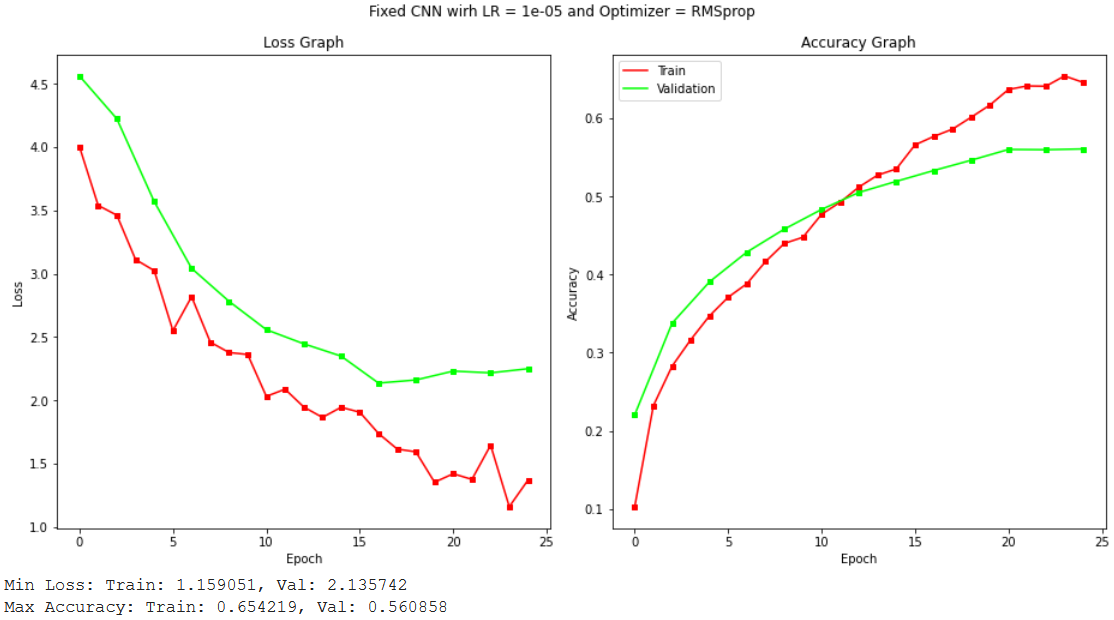 Fixed CNN wirh LR = 1e-05 and Optimizer = RMSprop
Loss Graph
4.5
4.0
3.5
3.0
2.5
2.0
1.5
1.0
Loss
0 5 10 15 20 25
Epoch
Accuracy Graph
Train
Validation
0.6
0.5
0.4
0.3
0.2
0.1
Accuracy
0 5 10 15 20 25
Epoch
Min Loss: Train: 1.159051, Val: 2.135742
Max Accuracy: Train: 0.654219, Val: 0.560858